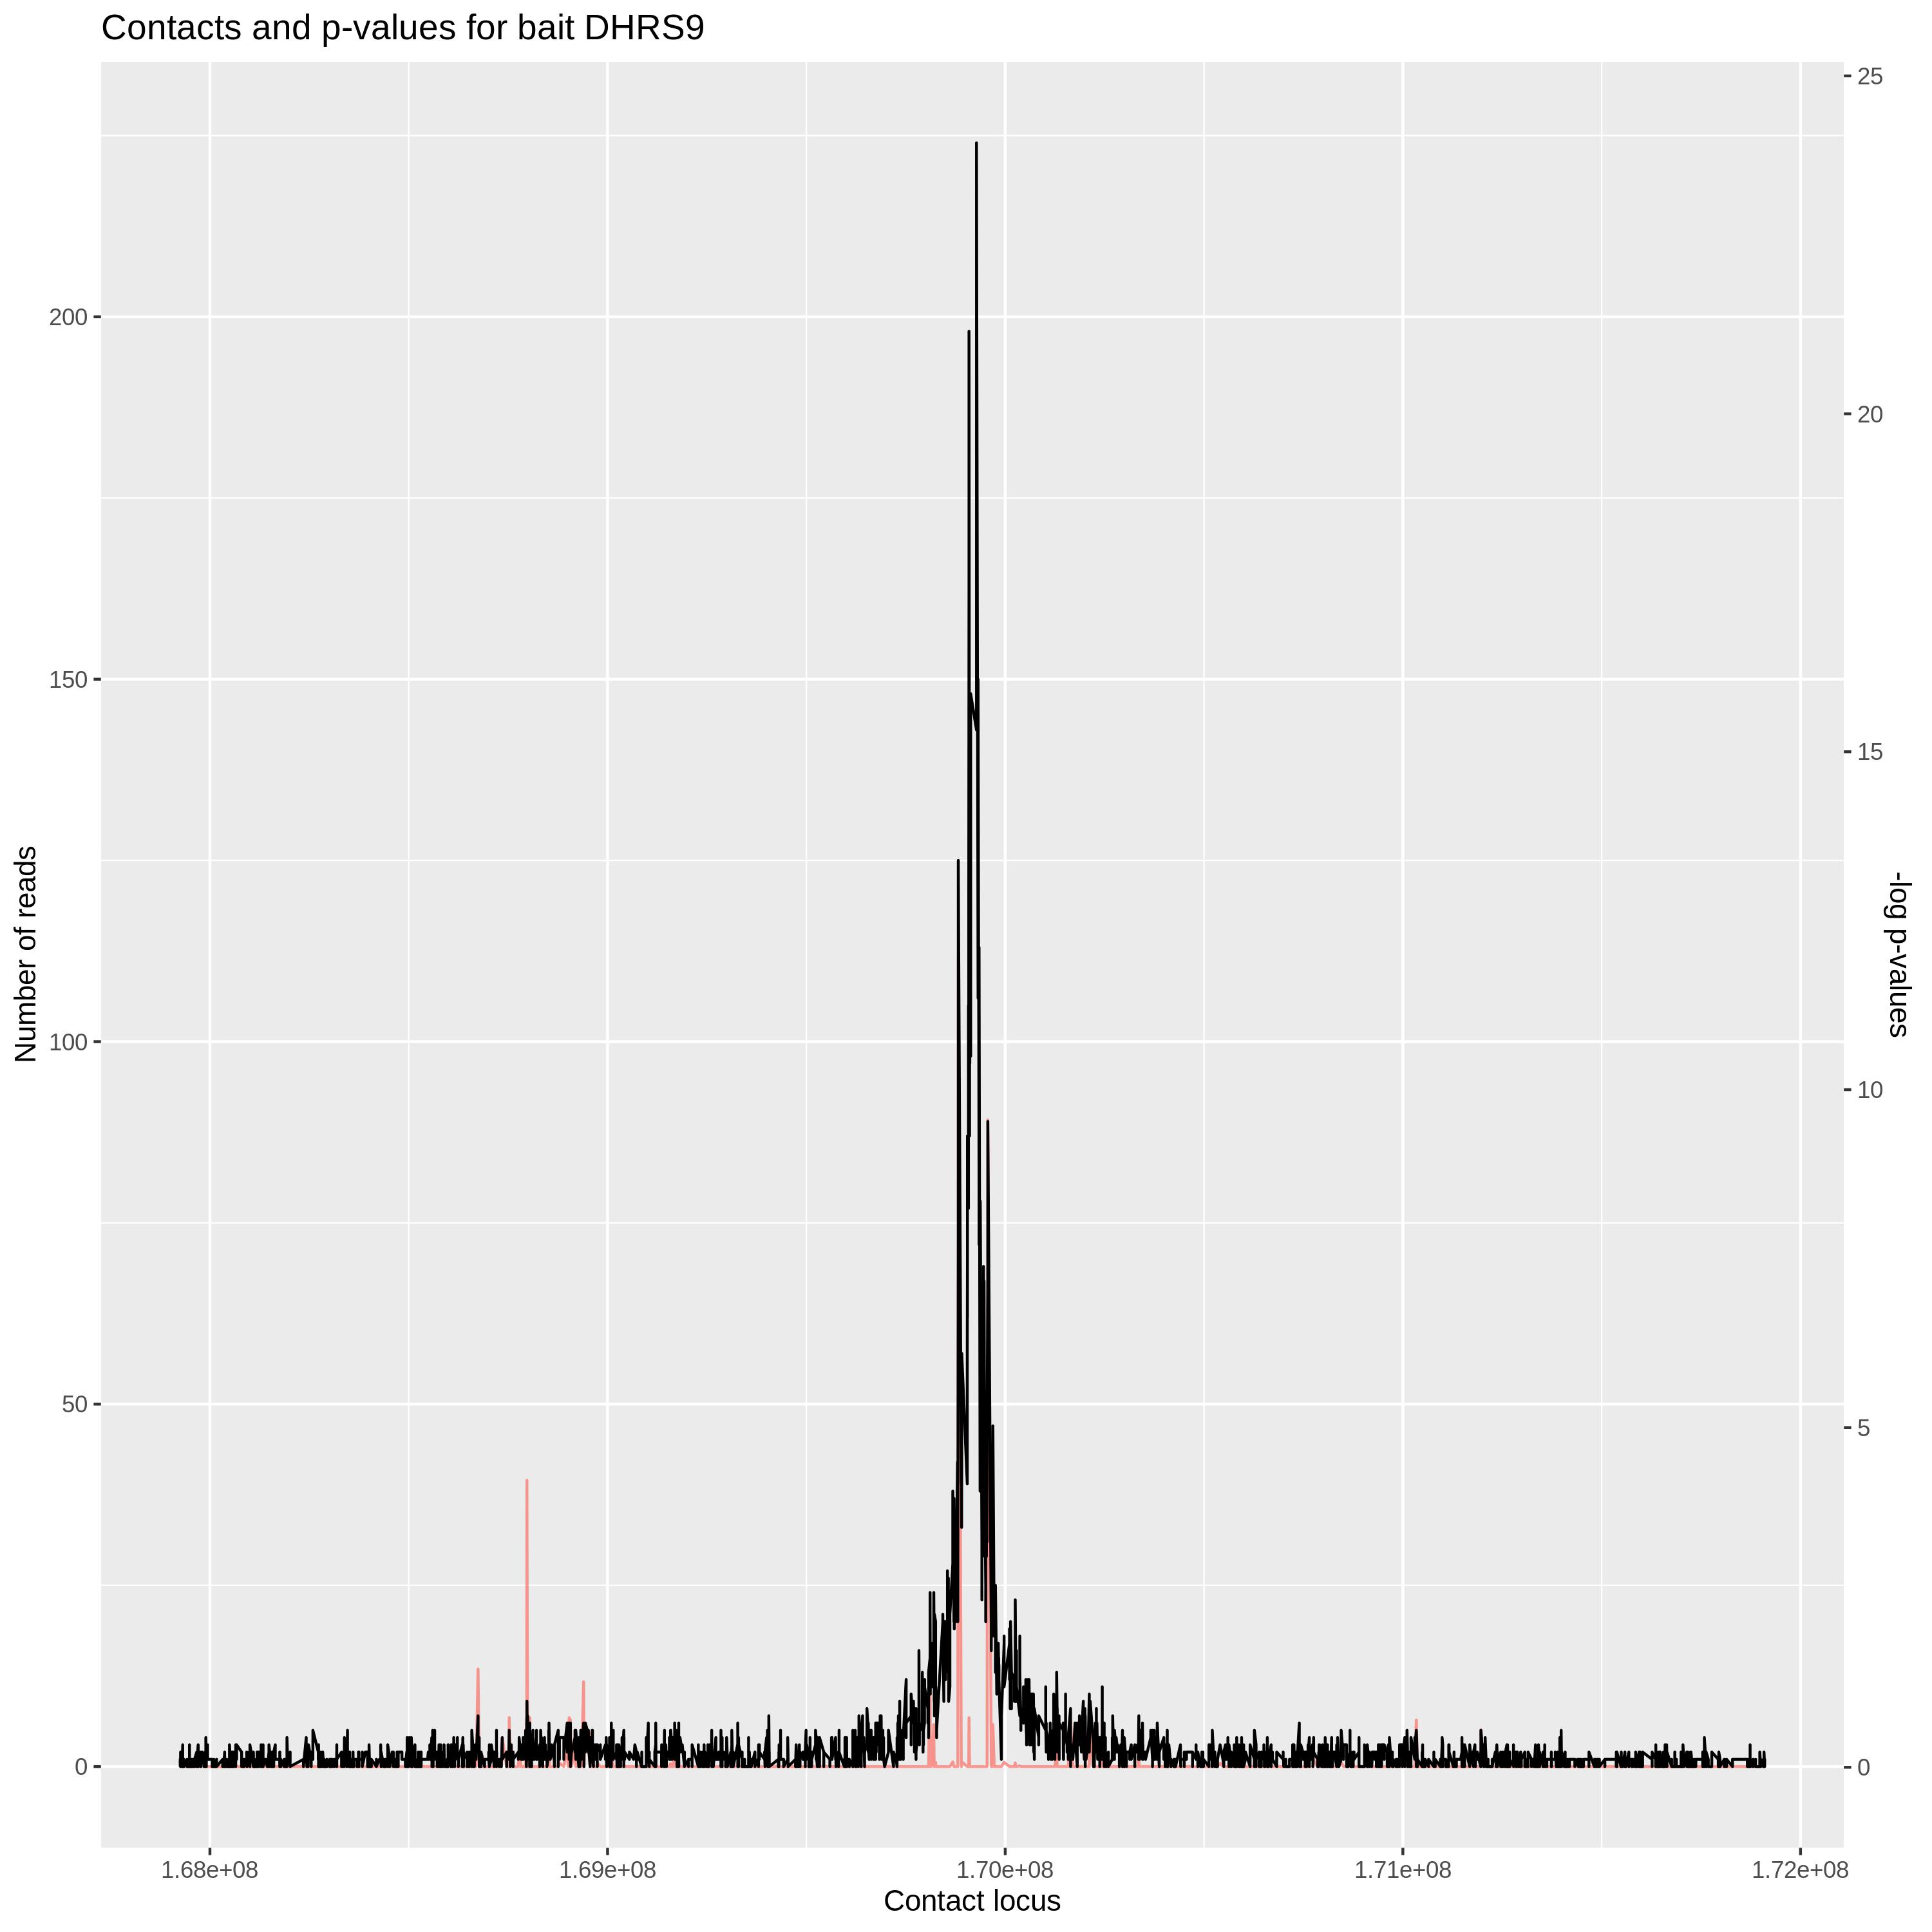 Contacts and p-values for bait DHRS9
Number of reads
200
150
100
50
0
25
20
15
10
5
0
-log p-values
1.68e+08
1.69e+08
1.70e+08
1.71e+08
1.72e+08
Contact locus